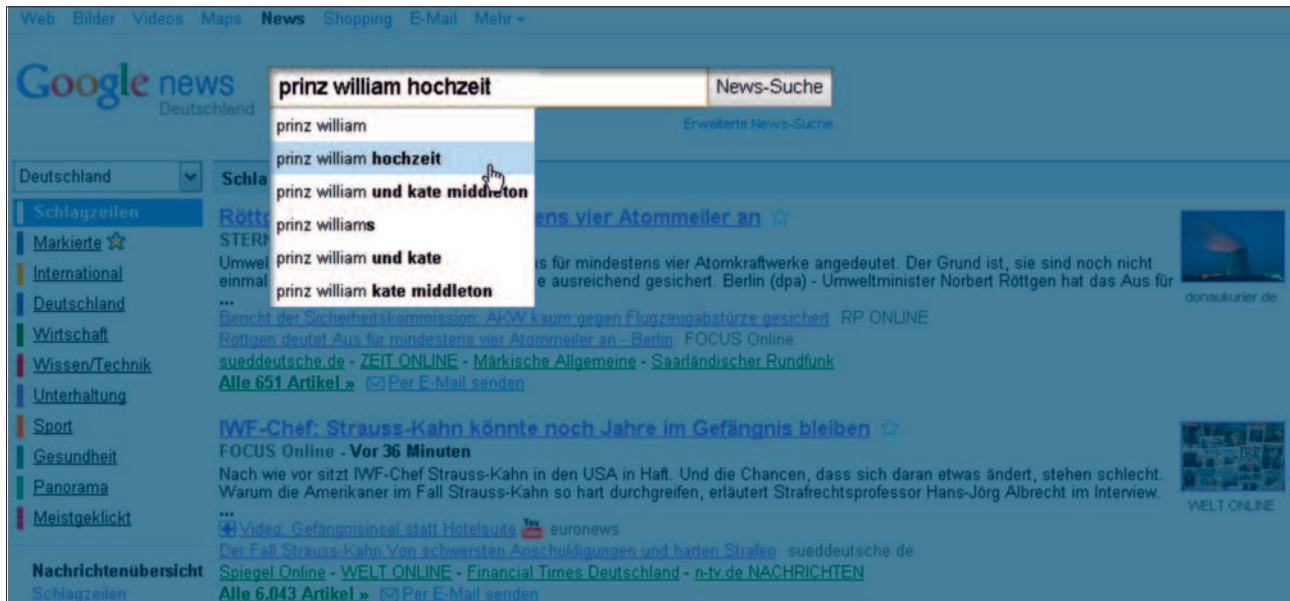 Web Bilder Videos Maps News Shopping E-Mail Mehr
Google news
Deutschland
prinz william hochzeit
News-Suche
Erweiterte News-Suche
prinz william
prinz william hochzeit
prinz william und kate middleton
prinz williams
prinz william und kate
prinz william kate middleton
Deutschland
Schlagzeilen
Markierte
International
Deutschland
Wirtschaft
Wissen/Technik
Unterhaltung
Sport
Gesundheit
Panorama
Meistgeklickt
Nachrichtenübersicht
Schlagzeilen
Schla
Röttg ens vier Atommeiler an
STERN
Umwel us für mindestens vier Atomkraftwerke angedeutet. Der Grund ist, sie sind noch nicht
einmal e ausreichend gesichert. Berlin (dpa) - Umweltminister Norbert Röttgen hat das Aus für
...
Bericht der Sicherheitskommission: AKW kaum gegen Flugzeugabstürze gesichert RP ONLINE
Röttgen deutet Aus für mindestens vier Atommeiler an - Berlin FOCUS Online
sueddeutsche.de - ZEIT ONLINE - Märkische Allgemeine - Saarländischer Rundfunk
Alle 651 Artikel » Per E-Mail senden
donaukurier.de
IWF-Chef: Strauss-Kahn könnte noch Jahre im Gefängnis bleiben
FOCUS Online - Vor 36 Minuten
Nach wie vor sitzt IWF-Chef Strauss-Kahn in den USA in Haft. Und die Chancen, dass sich daran etwas ändert, stehen schlecht.
Warum die Amerikaner im Fall Strauss-Kahn so hart durchgreifen, erläutert Strafrechtsprofessor Hans-Jörg Albrecht im Interview.
...
Video: Gefängnisinsel statt Hotelsuite You Tube euronews
Der Fall Strauss-Kahn Von schwersten Anschuldigungen und harten Strafen sueddeutsche.de
Spiegel Online - WELT ONLINE - Financial Times Deutschland - n-tv.de NACHRICHTEN
Alle 6.043 Artikel » Per E-Mail senden
WELT ONLINE